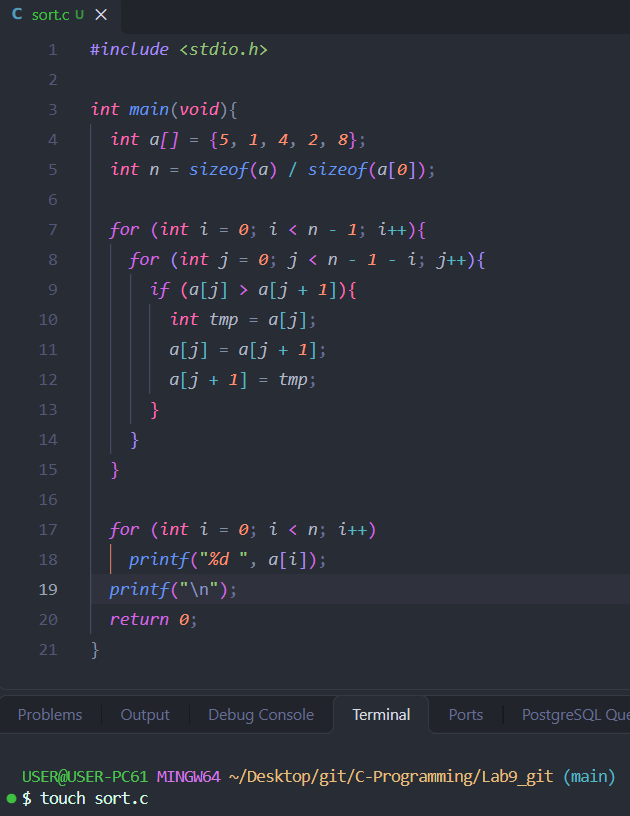 C sort.c U ×
1 #include <stdio.h>
2
3 int main(void){
4   int a[] = {5, 1, 4, 2, 8};
5   int n = sizeof(a) / sizeof(a[0]);
6
7   for (int i = 0; i < n - 1; i++){
8     for (int j = 0; j < n - 1 - i; j++){
9       if (a[j] > a[j + 1]){
10         int tmp = a[j];
11         a[j] = a[j + 1];
12         a[j + 1] = tmp;
13       }
14     }
15   }
16
17   for (int i = 0; i < n; i++)
18     printf("%d ", a[i]);
19   printf("\n");
20   return 0;
21 }
Problems Output Debug Console Terminal Ports PostgreSQL Que
USER@USER-PC61 MINGW64 ~/Desktop/git/C-Programming/Lab9_git (main)
$ touch sort.c